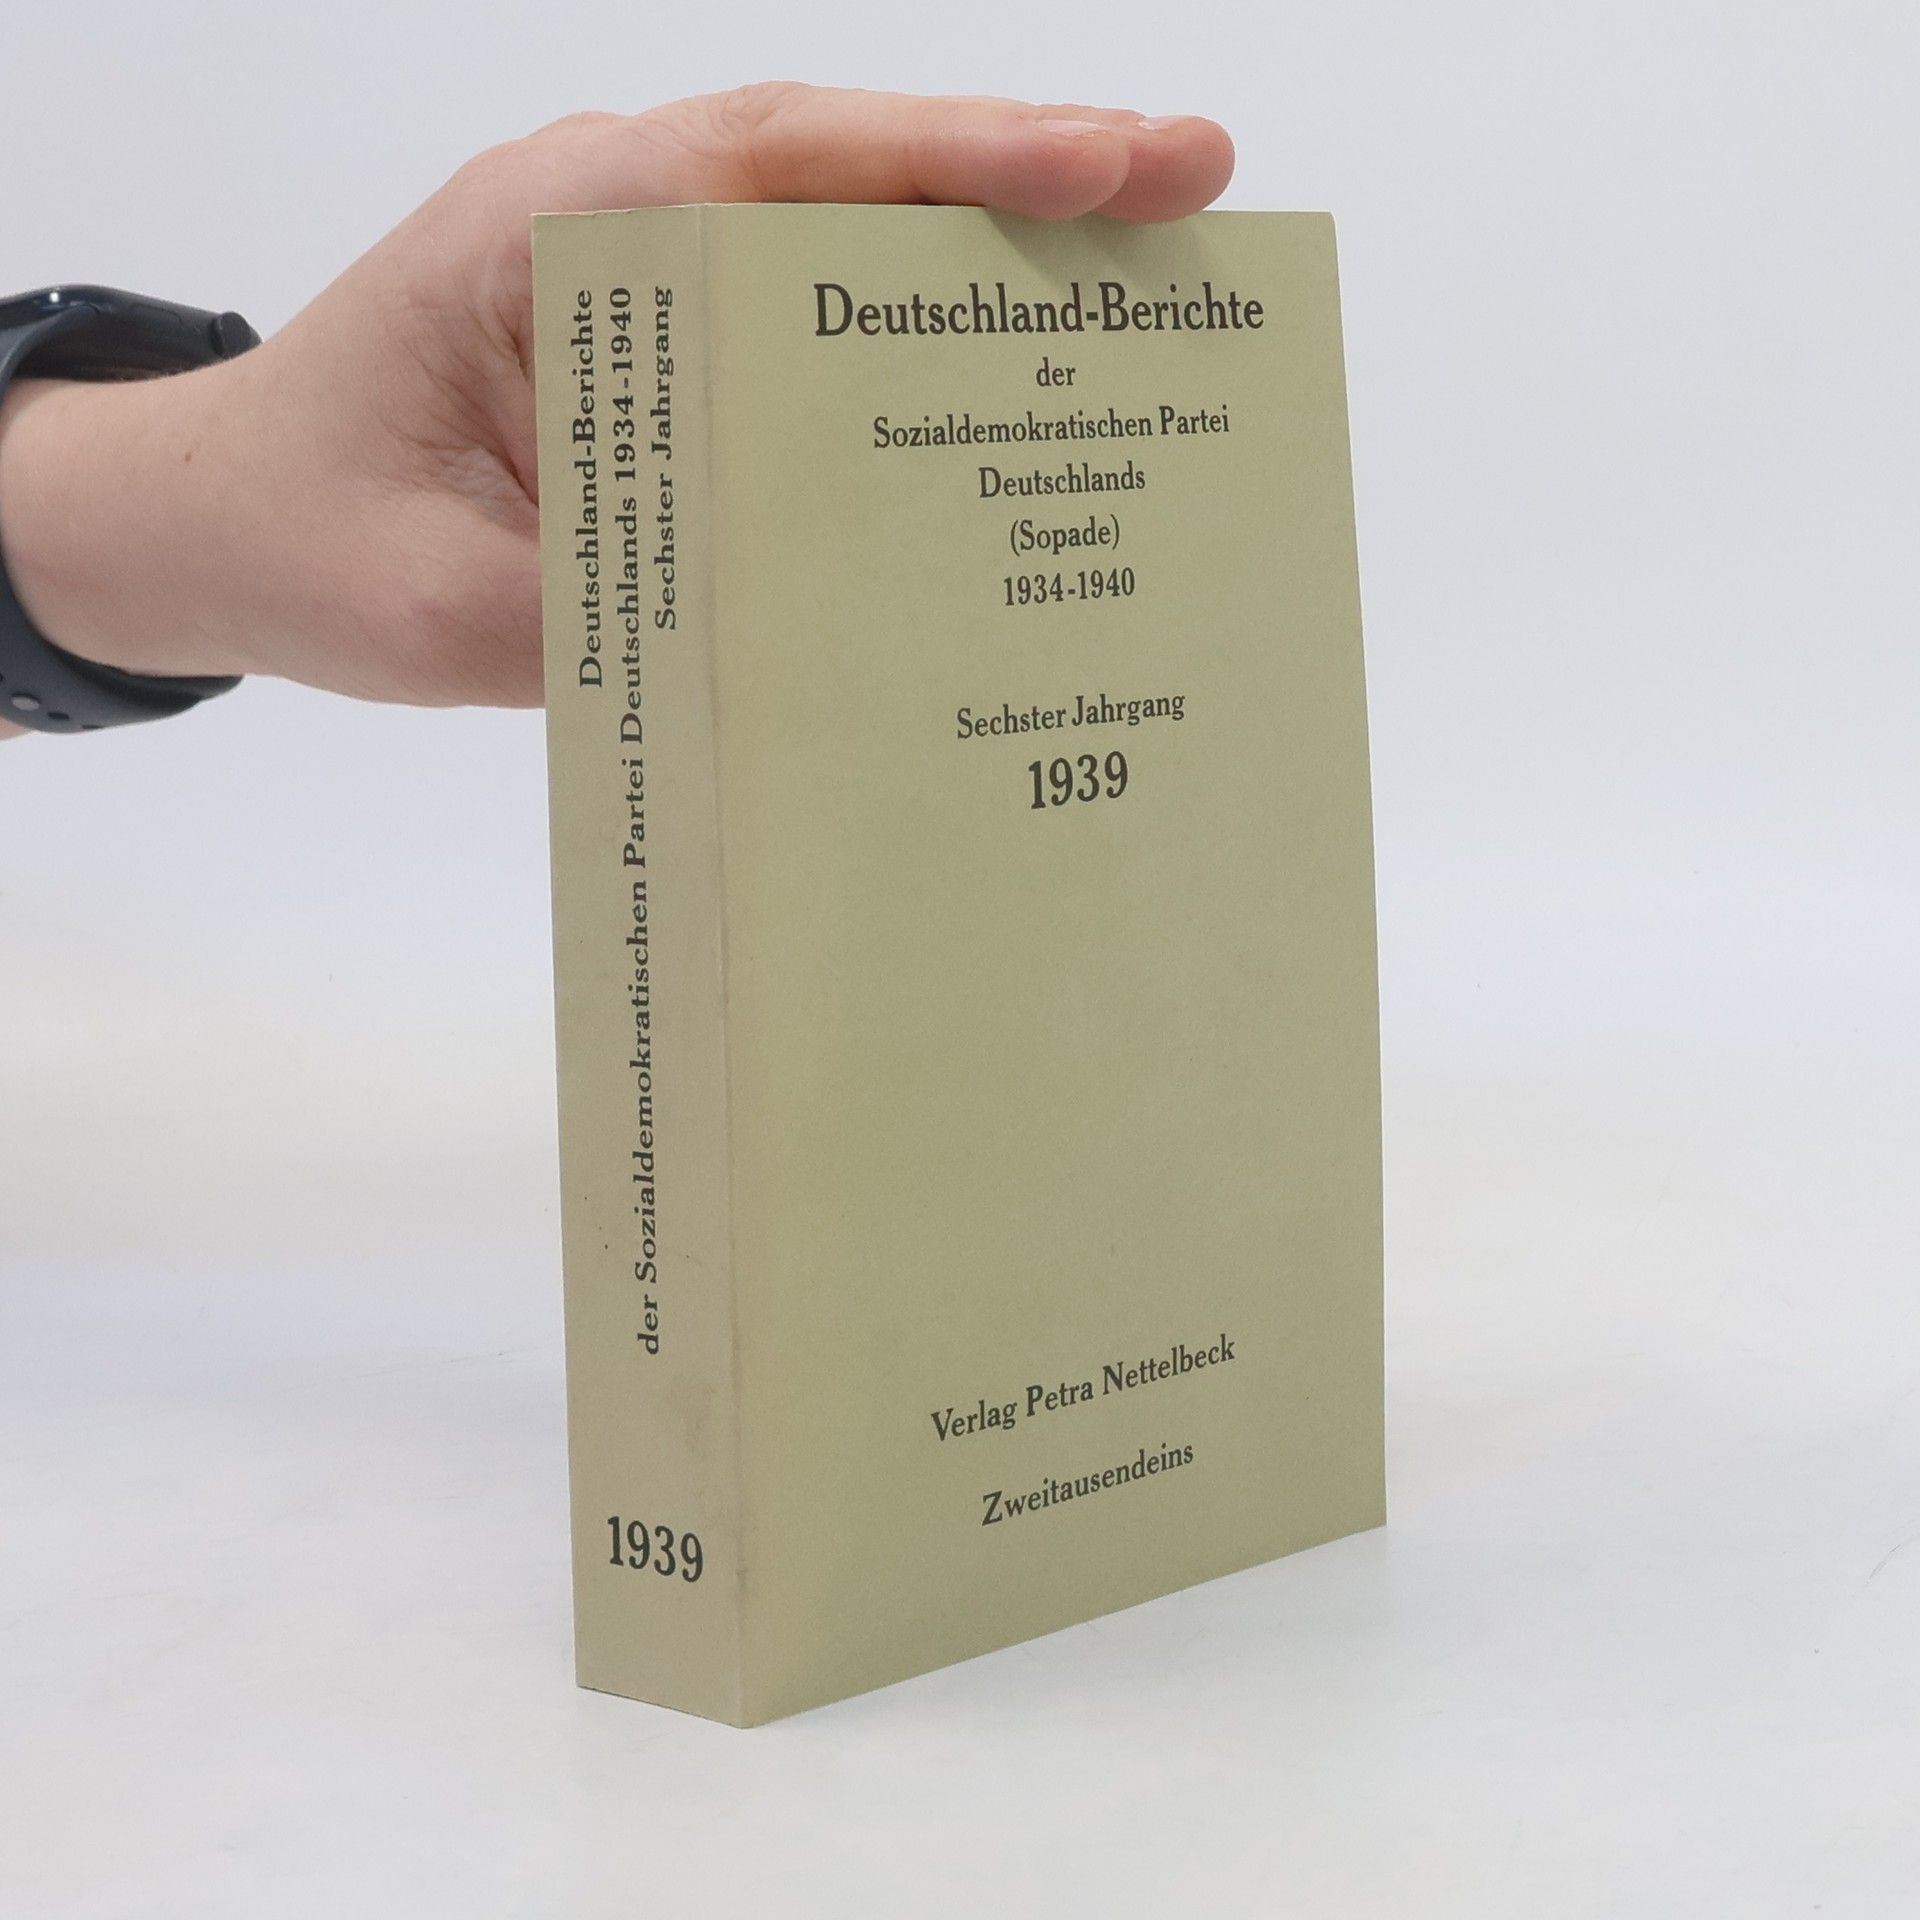 Deutschland-Berichte
der Sozialdemokratischen Partei Deutschlands 1934-1940
Sechster Jahrgang
1939
Deutschland-Berichte
der
Sozialdemokratischen Partei
Deutschlands
(Sopade)
1934-1940
Sechster Jahrgang
1939
Verlag Petra Nettelbeck
Zweitausendeins